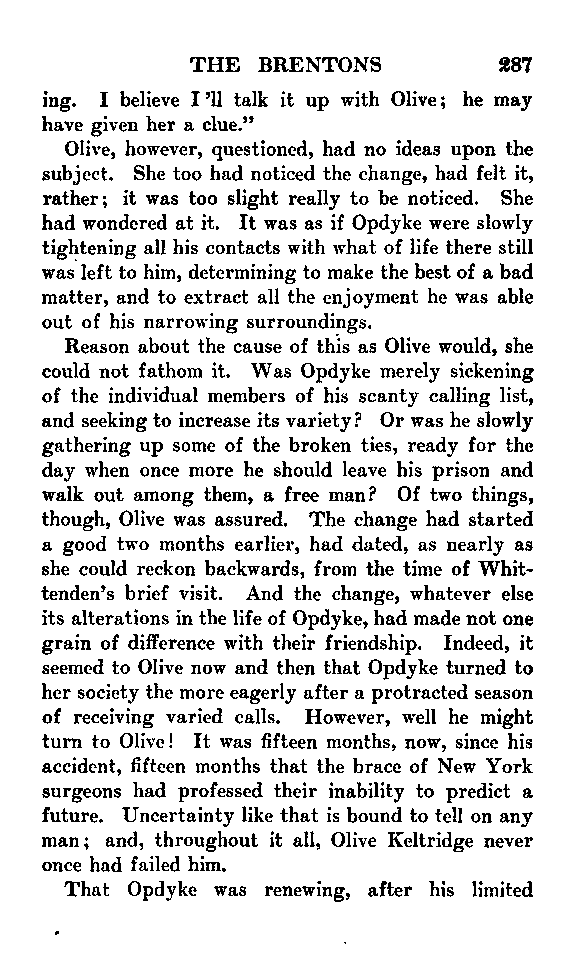 THE BRENTONS 287
ing. I believe I'll talk it up with Olive; he may
have given her a clue."
Olive, however, questioned, had no ideas upon the
subject. She too had noticed the change, had felt it,
rather; it was too slight really to be noticed. She
had wondered at it. It was as if Opdyke were slowly
tightening all his contacts with what of life there still
was left to him, determining to make the best of a bad
matter, and to extract all the enjoyment he was able
out of his narrowing surroundings.
Reason about the cause of this as Olive would, she
could not fathom it. Was Opdyke merely sickening
of the individual members of his scanty calling list,
and seeking to increase its variety? Or was he slowly
gathering up some of the broken ties, ready for the
day when once more he should leave his prison and
walk out among them, a free man? Of two things,
though, Olive was assured. The change had started
a good two months earlier, had dated, as nearly as
she could reckon backwards, from the time of Whit-
tenden's brief visit. And the change, whatever else
its alterations in the life of Opdyke, had made not one
grain of difference with their friendship. Indeed, it
seemed to Olive now and then that Opdyke turned to
her society the more eagerly after a protracted season
of receiving varied calls. However, well he might
turn to Olive! It was fifteen months, now, since his
accident, fifteen months that the brace of New York
surgeons had professed their inability to predict a
future. Uncertainty like that is bound to tell on any
man; and, throughout it all, Olive Keltridge never
once had failed him.
That Opdyke was renewing, after his limited